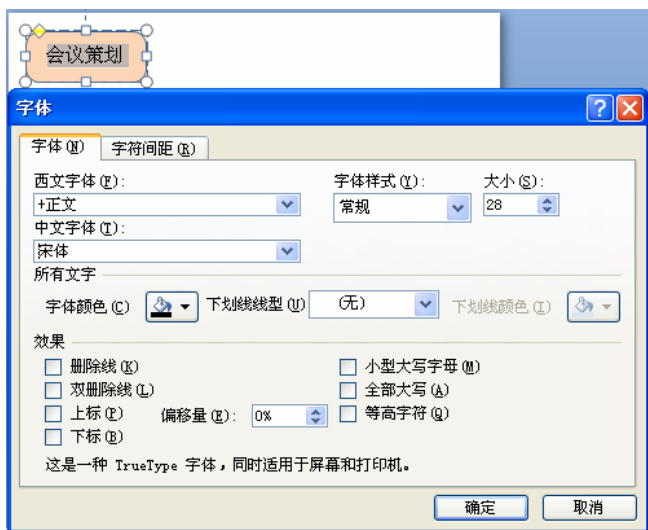 会议策划
字体
字体(N) 字符间距(R)
西文字体(F): 字体样式(Y): 大小(S):
+正文 常规 28
中文字体(T):
宋体
所有文字
字体颜色(C) 下划线线型(U) (无) 下划线颜色(I)
效果
删除线(K) 小型大写字母(M)
双删除线(L) 全部大写(A)
上标(P) 偏移量(E): 0% 等高字符(Q)
下标(B)
这是一种 TrueType 字体，同时适用于屏幕和打印机。
确定 取消